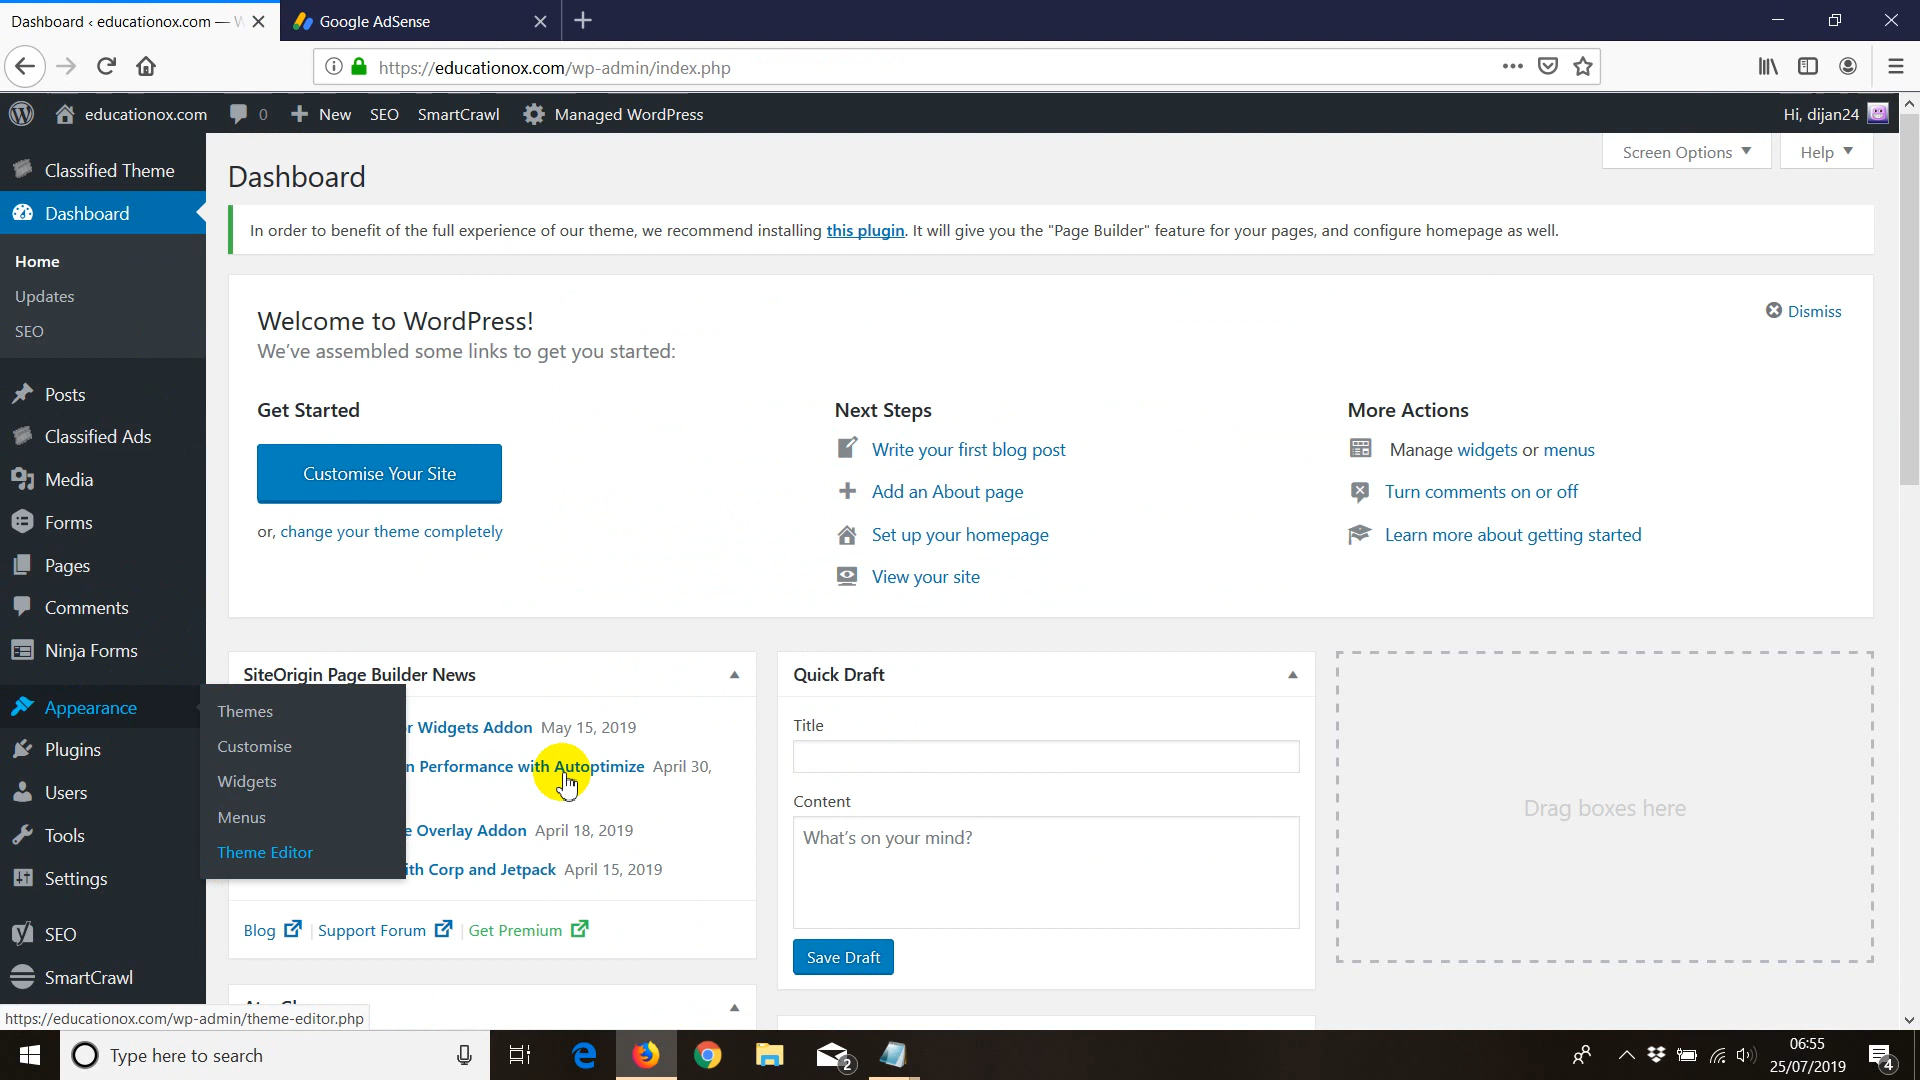 Dashboard ‹ educationox.com — W
Google AdSense
https://educationox.com/wp-admin/index.php
educationox.com 0 New SEO SmartCrawl Managed WordPress Hi, dijan24
Classified Theme
Dashboard
Home
Updates
SEO
Posts
Classified Ads
Media
Forms
Pages
Comments
Ninja Forms
Appearance
Plugins
Users
Tools
Settings
SEO
SmartCrawl
Themes
Customise
Widgets
Menus
Theme Editor
Screen Options Help
Dashboard
In order to benefit of the full experience of our theme, we recommend installing this plugin. It will give you the "Page Builder" feature for your pages, and configure homepage as well.
Welcome to WordPress!
Dismiss
We've assembled some links to get you started:
Get Started
Customise Your Site
or, change your theme completely
Next Steps
Write your first blog post
Add an About page
Set up your homepage
View your site
More Actions
Manage widgets or menus
Turn comments on or off
Learn more about getting started
SiteOrigin Page Builder News
Widgets Addon May 15, 2019
Performance with Autoptimize April 30,
Overlay Addon April 18, 2019
Corp and Jetpack April 15, 2019
Blog | Support Forum | Get Premium
Quick Draft
Title
Content
What's on your mind?
Save Draft
Drag boxes here
https://educationox.com/wp-admin/theme-editor.php
Type here to search
2
06:55
25/07/2019
4